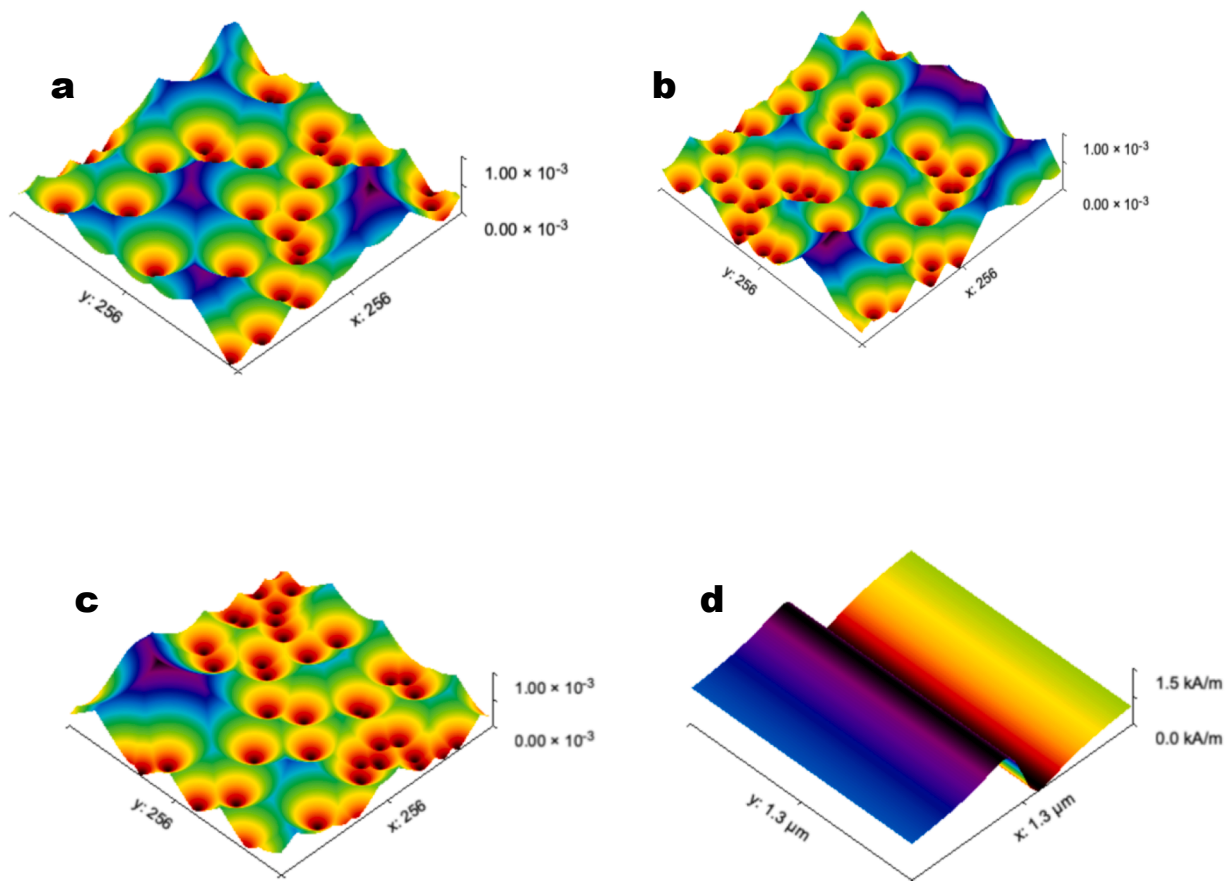 a
1.00 × 10⁻³
0.00 × 10⁻³
y: 256
x: 256
b
1.00 × 10⁻³
0.00 × 10⁻³
y: 256
x: 256
c
1.00 × 10⁻³
0.00 × 10⁻³
y: 256
x: 256
d
1.5 kA/m
0.0 kA/m
y: 1.3 µm
x: 1.3 µm